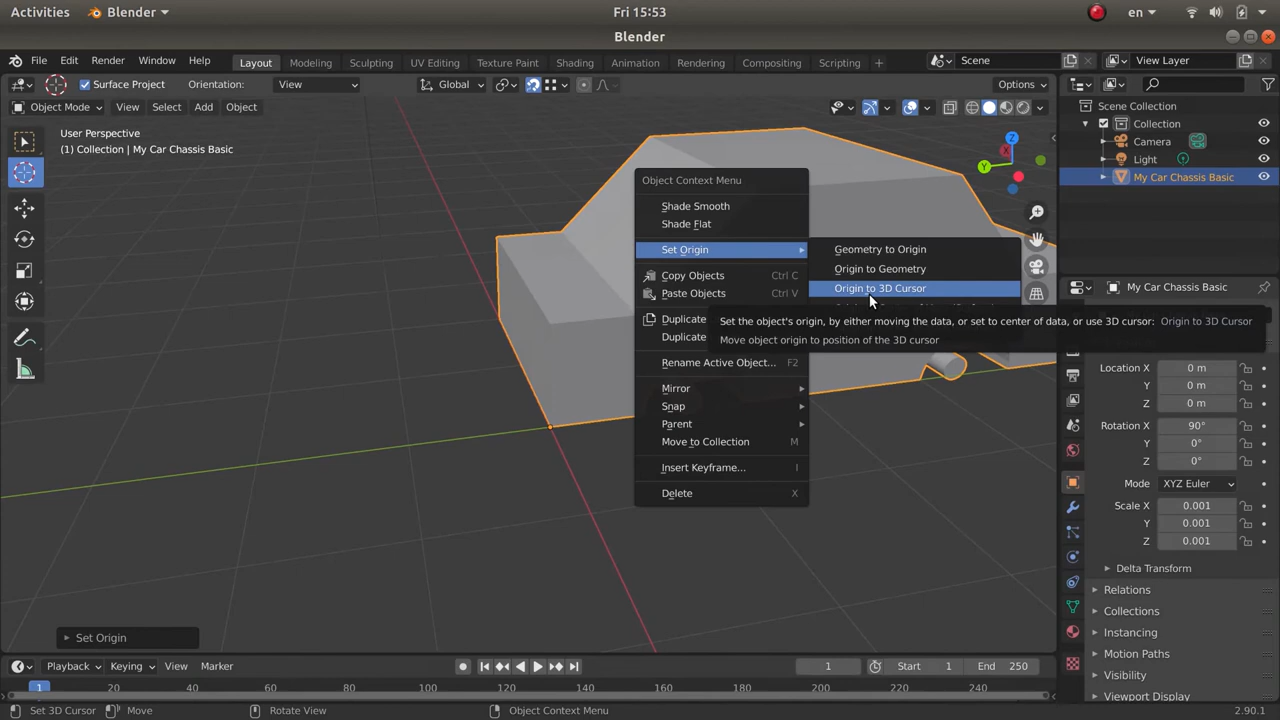 Activities Blender Fri 15:53 en
Blender
File Edit Render Window Help Layout Modeling Sculpting UV Editing Texture Paint Shading Animation Rendering Compositing Scripting + Scene View Layer
Surface Project Orientation: View Global Options
Object Mode View Select Add Object
User Perspective
(1) Collection | My Car Chassis Basic
Z
Y
X
Scene Collection
Collection
Camera
Light
My Car Chassis Basic
Object Context Menu
Shade Smooth
Shade Flat
Set Origin
Copy Objects Ctrl C
Paste Objects Ctrl V
Duplicate
Duplicate
Rename Active Object... F2
Mirror
Snap
Parent
Move to Collection M
Insert Keyframe... I
Delete X
Geometry to Origin
Origin to Geometry
Origin to 3D Cursor
Set the object's origin, by either moving the data, or set to center of data, or use 3D cursor: Origin to 3D Cursor
Move object origin to position of the 3D cursor
My Car Chassis Basic
Location X 0 m
Y 0 m
Z 0 m
Rotation X 90°
Y 0°
Z 0°
Mode XYZ Euler
Scale X 0.001
Y 0.001
Z 0.001
Delta Transform
Relations
Collections
Instancing
Motion Paths
Visibility
Viewport Display
Set Origin
Playback Keying View Marker 1 Start 1 End 250
1 20 40 60 80 100 120 140 160 180 200 220 240
Set 3D Cursor Move Rotate View Object Context Menu 2.90.1